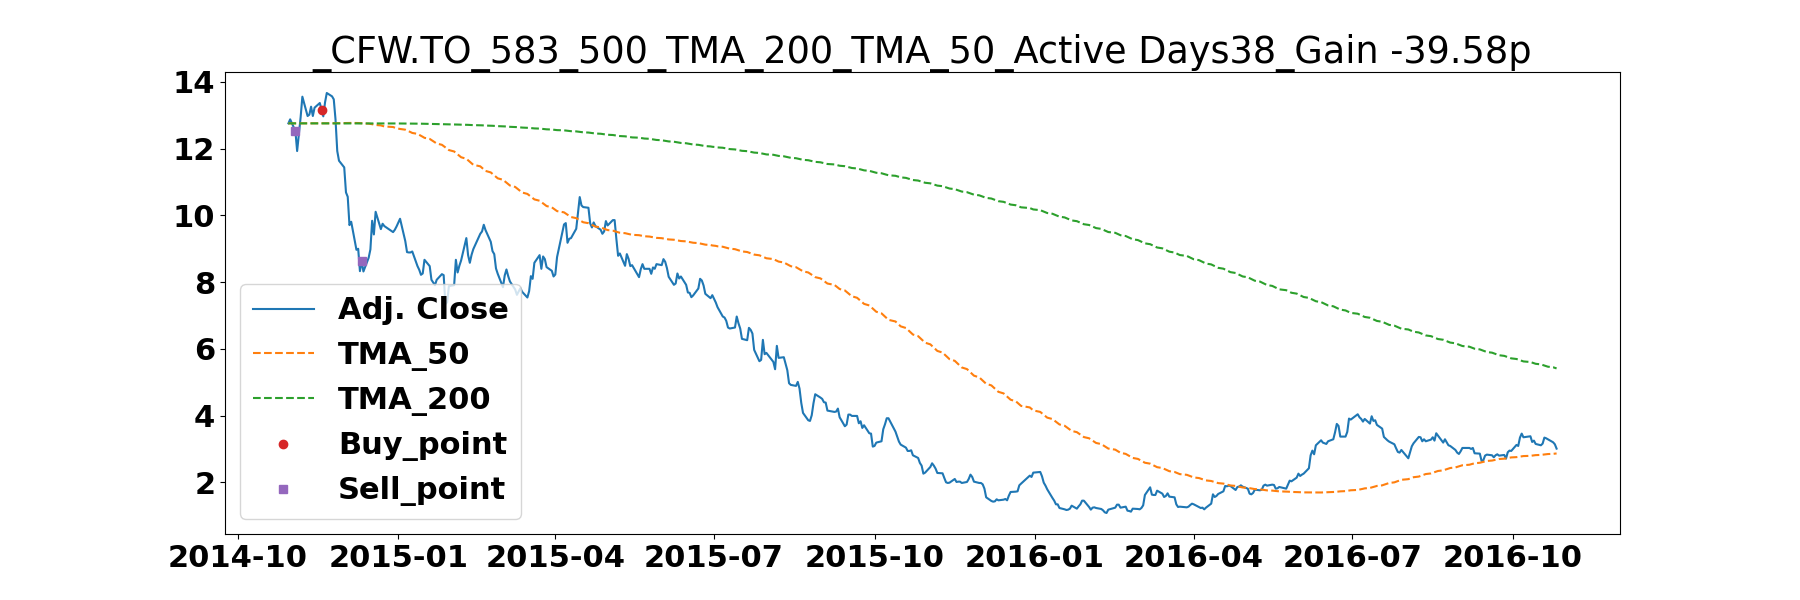 _CFW.TO_583_500_TMA_200_TMA_50_Active Days38_Gain -39.58p
14
12
10
8
6
4
2
Adj. Close
TMA_50
TMA_200
Buy_point
Sell_point
2014-10 2015-01 2015-04 2015-07 2015-10 2016-01 2016-04 2016-07 2016-10